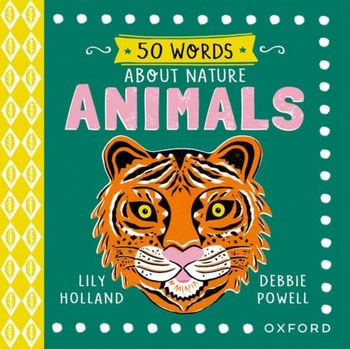 50 WORDS
ABOUT NATURE
ANIMALS
LILY
HOLLAND
DEBBIE
POWELL
OXFORD